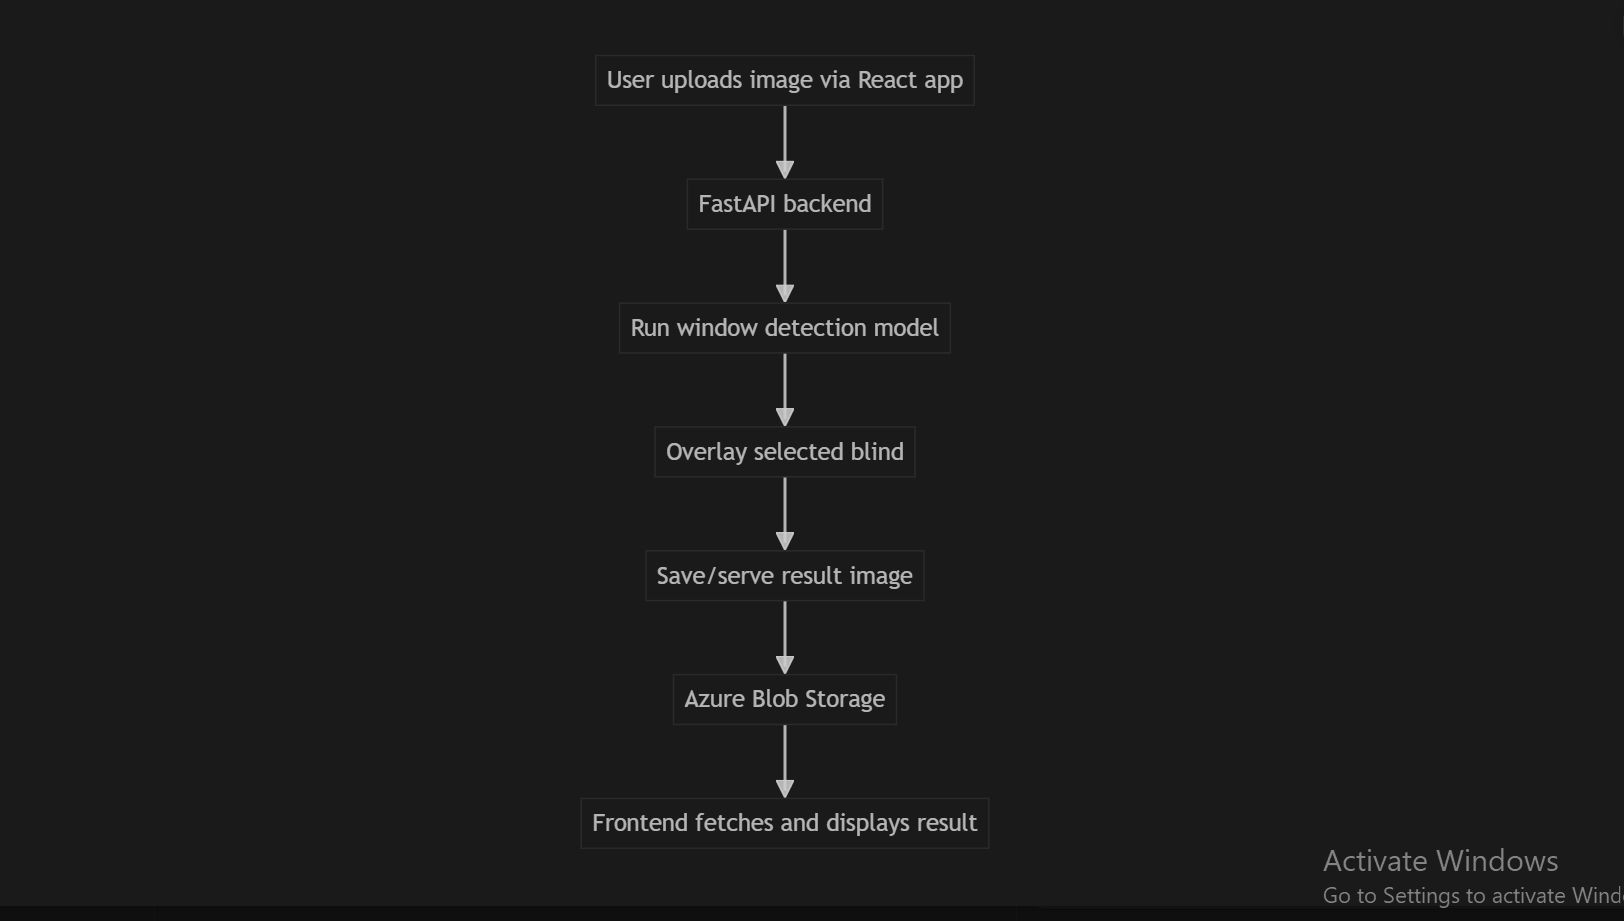 User uploads image via React app
FastAPI backend
Run window detection model
Overlay selected blind
Save/serve result image
Azure Blob Storage
Frontend fetches and displays result
Activate Windows
Go to Settings to activate Wind